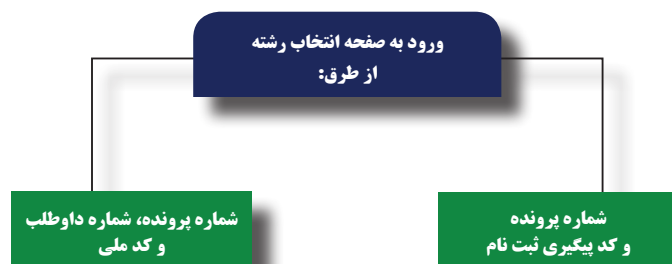 ورود به صفحه انتخاب رشته
از طرق:
شماره پرونده
و کد پیگیری ثبت نام
شماره پرونده، شماره داوطلب
و کد ملی